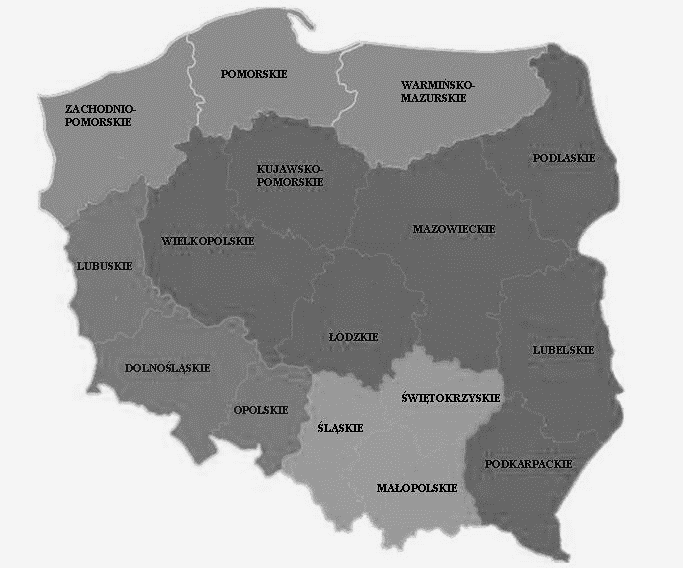 POMORSKIE
WARMIŃSKO-
MAZURSKIE
ZACHODNIO-
POMORSKIE
PODLASKIE
KUJAWSKO-
POMORSKIE
MAZOWIECKIE
WIELKOPOLSKIE
LUBUSKIE
ŁÓDZKIE
LUBELSKIE
DOLNOŚLĄSKIE
ŚWIĘTOKRZYSKIE
OPOLSKIE
ŚLĄSKIE
PODKARPACKIE
MAŁOPOLSKIE